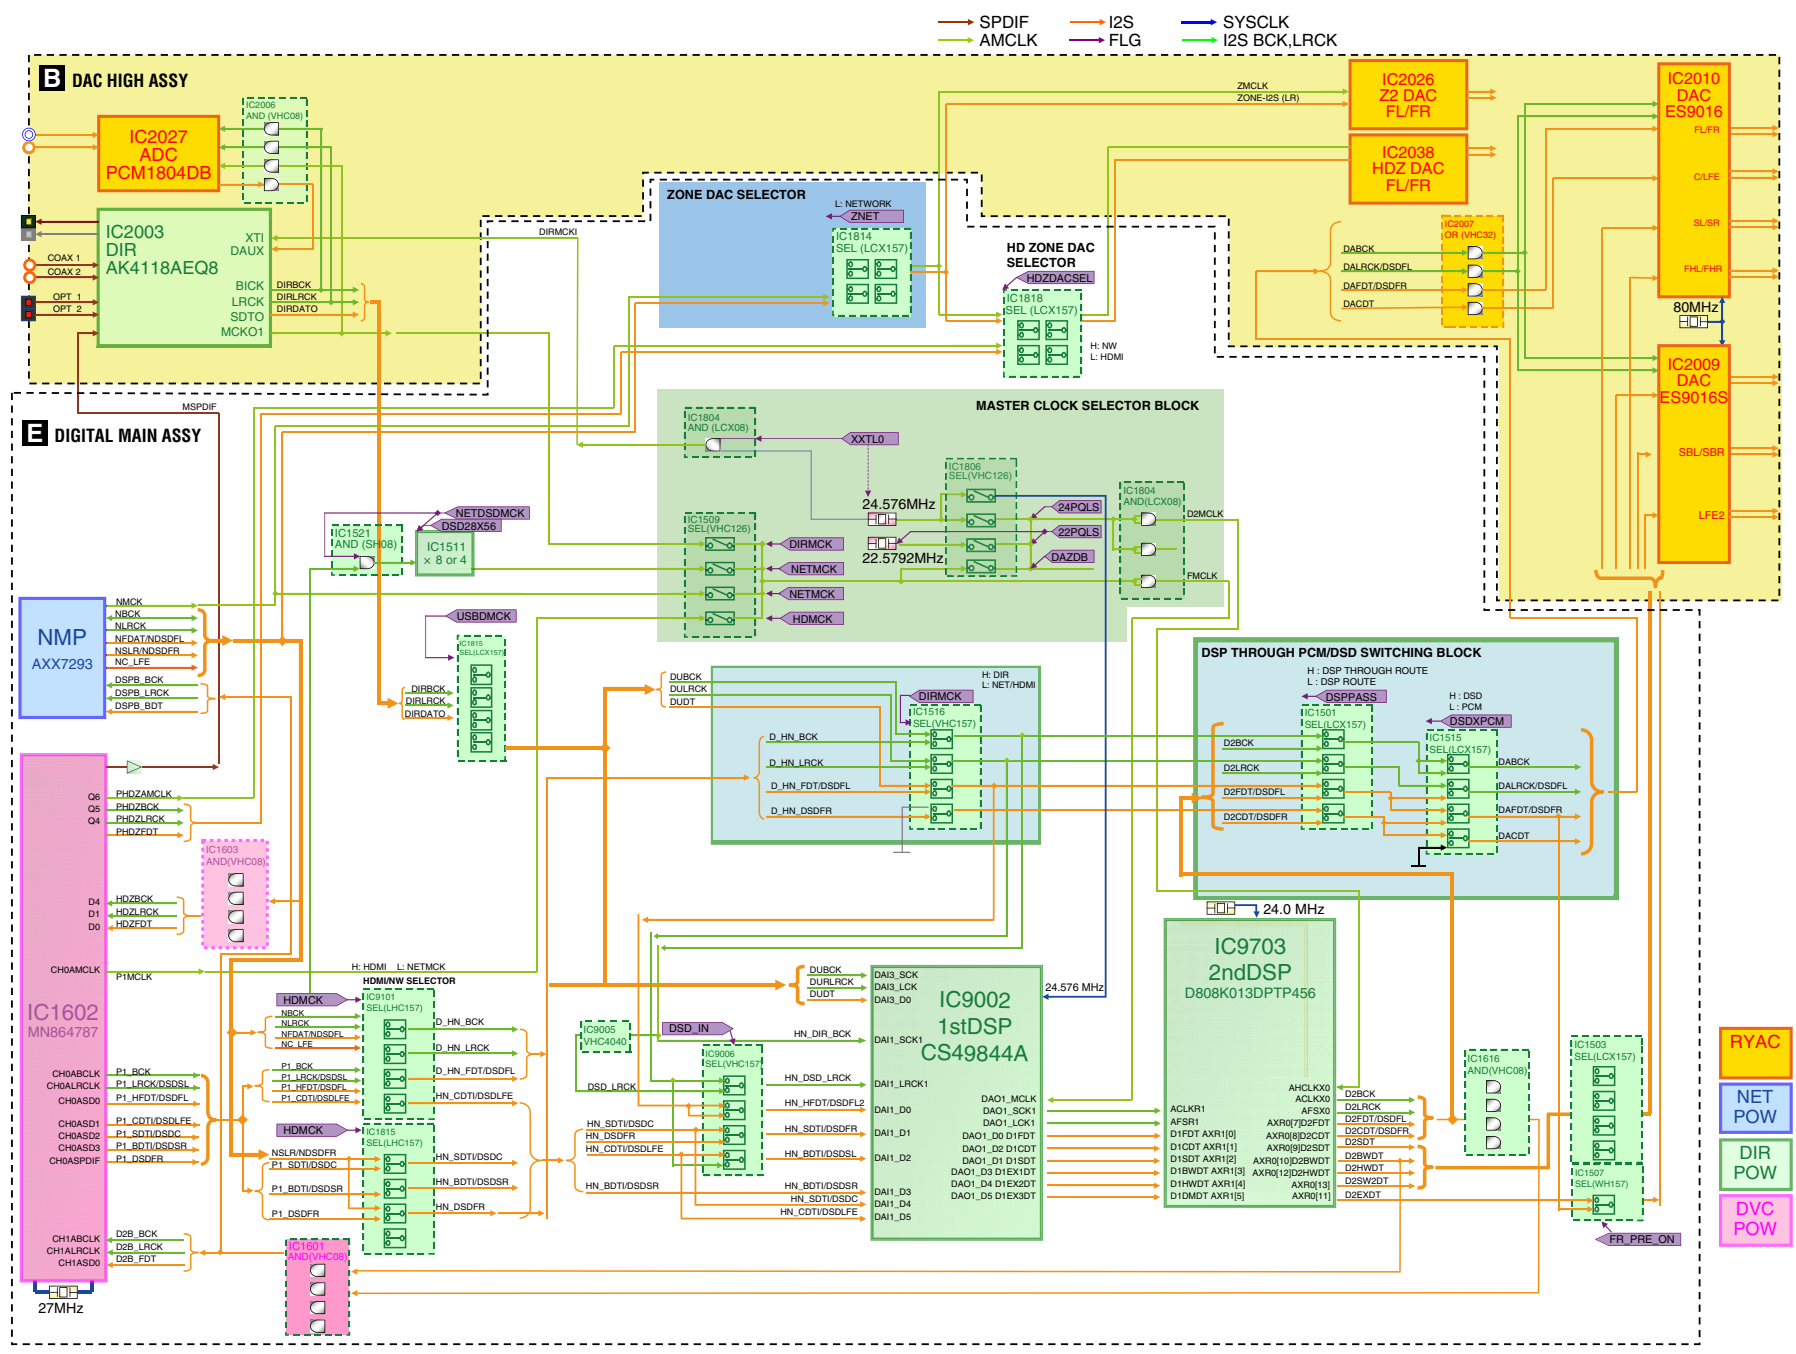 SPDIF
I2S
SYSCLK
AMCLK
FLG
I2S BCK,LRCK
B DAC HIGH ASSY
IC2006
AND (VHC08)
IC2027
ADC
PCM1804DB
IC2003
DIR
AK4118AEQ8
XTI
DAUX
BICK
LRCK
SDTO
MCKO1
COAX 1
COAX 2
OPT 1
OPT 2
DIRBCK
DIRLRCK
DIRDATO
DIRMCKI
MSPDIF
ZONE DAC SELECTOR
L: NETWORK
ZNET
IC1814
SEL (LCX157)
HD ZONE DAC
SELECTOR
HDZDACSEL
IC1818
SEL (LCX157)
H: NW
L: HDMI
ZMCLK
ZONE-I2S (LR)
IC2026
Z2 DAC
FL/FR
IC2038
HDZ DAC
FL/FR
IC2007
OR (VHC32)
DABCK
DALRCK/DSDFL
DAFDT/DSDFR
DACDT
IC2010
DAC
ES9016
FL/FR
C/LFE
SL/SR
FHL/FHR
80MHz
IC2009
DAC
ES9016S
SBL/SBR
LFE2
E DIGITAL MAIN ASSY
MASTER CLOCK SELECTOR BLOCK
IC1804
AND (LCX08)
XXTL0
IC1806
SEL(VHC126)
24.576MHz
22.5792MHz
24PQLS
22PQLS
DAZDB
IC1804
AND(LCX08)
D2MCLK
FMCLK
IC1509
SEL(VHC126)
DIRMCK
NETMCK
NETMCK
HDMCK
NETDSDMCK
DSD28X56
IC1521
AND (SH08)
IC1511
× 8 or 4
NMP
AXX7293
NMCK
NBCK
NLRCK
NFDAT/NDSDFL
NSLR/NDSDFR
NC_LFE
DSPB_BCK
DSPB_LRCK
DSPB_BDT
USBDMCK
IC1815
SEL(LCX157)
DIRBCK
DIRLRCK
DIRDATO
DUBCK
DULRCK
DUDT
H: DIR
L: NET/HDMI
DIRMCK
IC1516
SEL(VHC157)
D_HN_BCK
D_HN_LRCK
D_HN_FDT/DSDFL
D_HN_DSDFR
DSP THROUGH PCM/DSD SWITCHING BLOCK
H : DSP THROUGH ROUTE
L : DSP ROUTE
DSPPASS
H : DSD
L : PCM
DSDXPCM
IC1501
SEL(LCX157)
IC1515
SEL(LCX157)
D2BCK
D2LRCK
D2FDT/DSDFL
D2CDT/DSDFR
DABCK
DALRCK/DSDFL
DAFDT/DSDFR
DACDT
24.0 MHz
IC1602
MN864787
Q6
Q5
Q4
PHDZAMCLK
PHDZBCK
PHDZLRCK
PHDZFDT
IC1603
AND(VHC08)
D4
D1
D0
HDZBCK
HDZLRCK
HDZFDT
CH0AMCLK
P1MCLK
H: HDMI L: NETMCK
HDMI/NW SELECTOR
HDMCK
IC9101
SEL(LHC157)
NBCK
NLRCK
NFDAT/NDSDFL
NC_LFE
P1_BCK
P1_LRCK/DSDSL
P1_HFDT/DSDFL
P1_CDTI/DSDLFE
D_HN_BCK
D_HN_LRCK
D_HN_FDT/DSDFL
HN_CDTI/DSDLFE
CH0ABCLK
CH0ALRCLK
CH0ASD0
CH0ASD1
CH0ASD2
CH0ASD3
CH0ASPDIF
P1_BCK
P1_LRCK/DSDSL
P1_HFDT/DSDFL
P1_CDTI/DSDLFE
P1_SDTI/DSDC
P1_BDTI/DSDSR
P1_DSDFR
HDMCK
IC1815
SEL(LHC157)
NSLR/NDSDFR
P1_SDTI/DSDC
P1_BDTI/DSDSR
P1_DSDFR
HN_SDTI/DSDC
HN_BDTI/DSDSR
HN_DSDFR
CH1ABCLK
CH1ALRCLK
CH1ASD0
D2B_BCK
D2B_LRCK
D2B_FDT
27MHz
IC1601
AND(VHC08)
DUBCK
DURLRCK
DUDT
IC9005
VHC4040
DSD_IN
IC9006
SEL(VHC157)
DSD_LRCK
HN_SDTI/DSDC
HN_DSDFR
HN_CDTI/DSDLFE
HN_BDTI/DSDSR
HN_DIR_BCK
HN_DSD_LRCK
HN_HFDT/DSDFL2
HN_SDTI/DSDFR
HN_BDTI/DSDSL
HN_BDTI/DSDSR
HN_SDTI/DSDC
HN_CDTI/DSDLFE
IC9002
1stDSP
CS49844A
DAI3_SCK
DAI3_LCK
DAI3_D0
DAI1_SCK1
DAI1_LRCK1
DAI1_D0
DAI1_D1
DAI1_D2
DAI1_D3
DAI1_D4
DAI1_D5
24.576 MHz
DAO1_MCLK
DAO1_SCK1
DAO1_LCK1
DAO1_D0 D1FDT
DAO1_D2 D1CDT
DAO1_D1 D1SDT
DAO1_D3 D1EX1DT
DAO1_D4 D1EX2DT
DAO1_D5 D1EX3DT
IC9703
2ndDSP
D808K013DPTP456
ACLKR1
AFSR1
D1FDT AXR1[0]
D1CDT AXR1[1]
D1SDT AXR1[2]
D1BWDT AXR1[3]
D1HWDT AXR1[4]
D1DMDT AXR1[5]
AHCLKX0
ACLKX0
AFSX0
AXR0[7]D2FDT
AXR0[8]D2CDT
AXR0[9]D2SDT
AXR0[10]D2BWDT
AXR0[12]D2HWDT
AXR0[13]
AXR0[11]
D2BCK
D2LRCK
D2FDT/DSDFL
D2CDT/DSDFR
D2SDT
D2BWDT
D2HWDT
D2SW2DT
D2EXDT
IC1616
AND(VHC08)
IC1503
SEL(LCX157)
IC1507
SEL(WH157)
FR_PRE_ON
RYAC
NET
POW
DIR
POW
DVC
POW